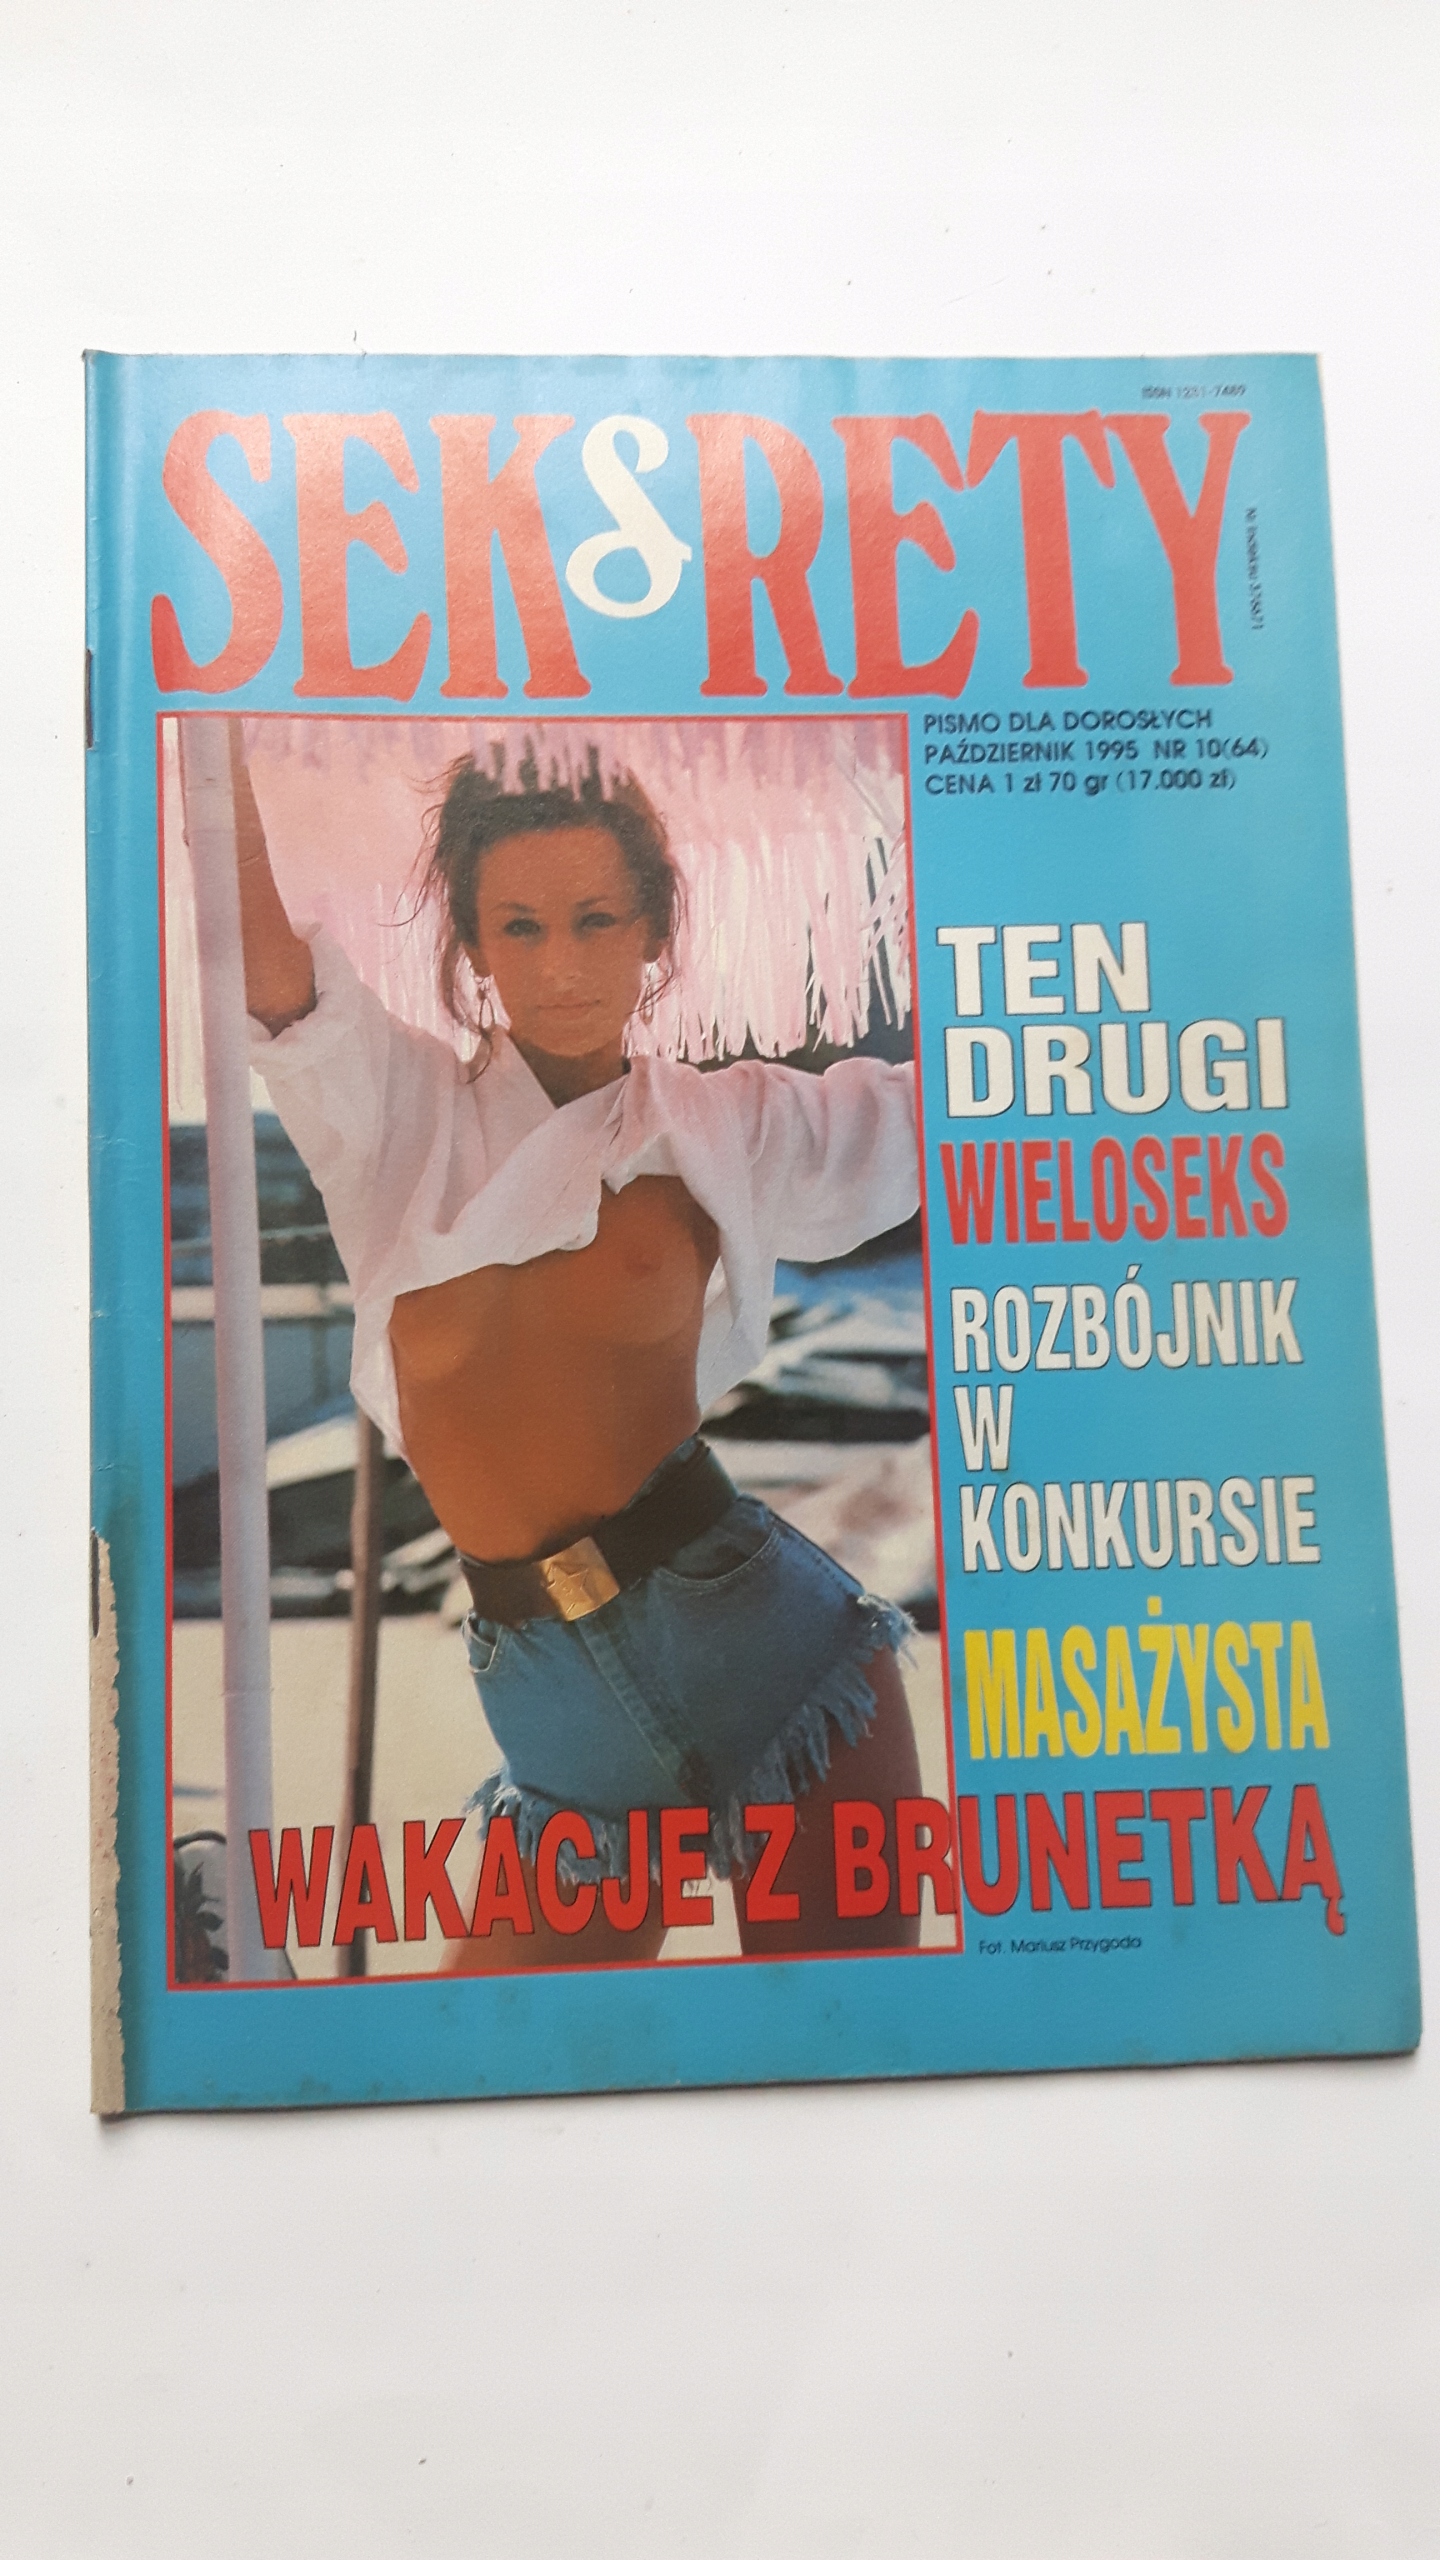 ISSN 1231-7489
SEKSRETY
PISMO DLA DOROSŁYCH
PAŹDZIERNIK 1995 NR 10(64)
CENA 1 zł 70 gr (17.000 zł)
TEN
DRUGI
WIELOSEKS
ROZBÓJNIK
W
KONKURSIE
MASAŻYSTA
WAKACJE Z BRUNETKĄ
Fot. Mariusz Przygoda